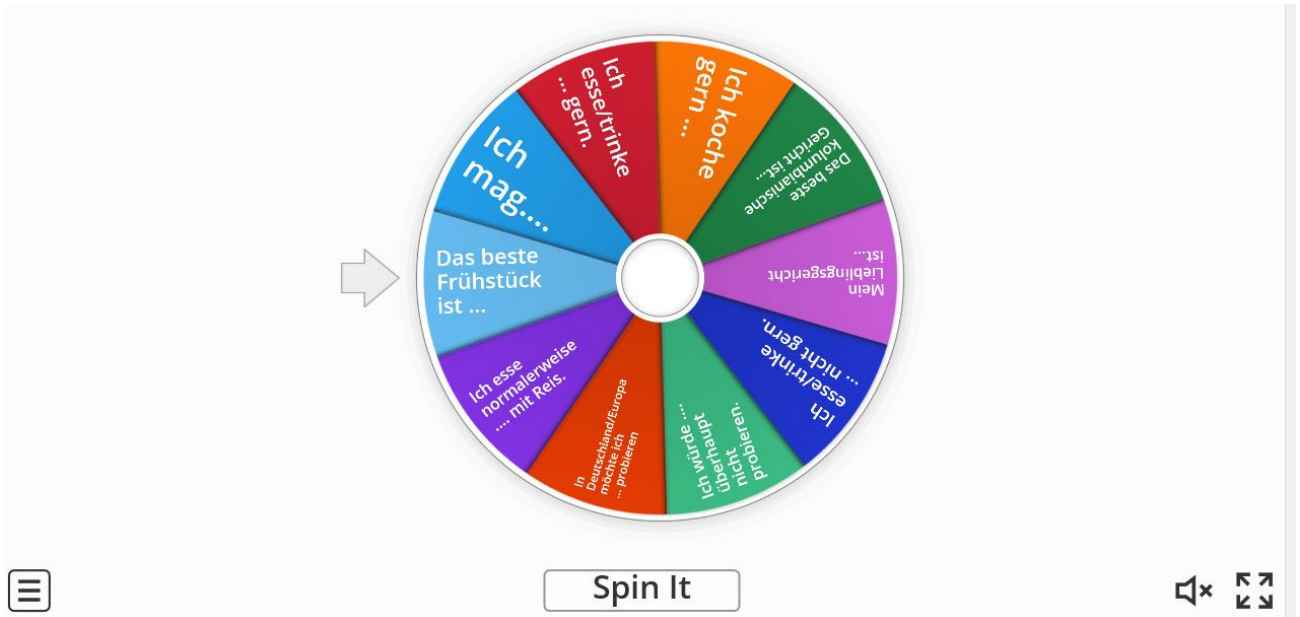 Ich
esse/trinke
... gern.
Ich koche
gern ...
Das beste
kolumbianische
Gericht ist...
Mein
Lieblingsgericht
ist...
Ich
esse/trinke
... nicht gern.
Ich würde ....
überhaupt
nicht
probieren.
In
Deutschland/Europa
möchte ich
... probieren
Ich esse
normalerweise
.... mit Reis.
Das beste
Frühstück
ist ...
Ich
mag....
Spin It